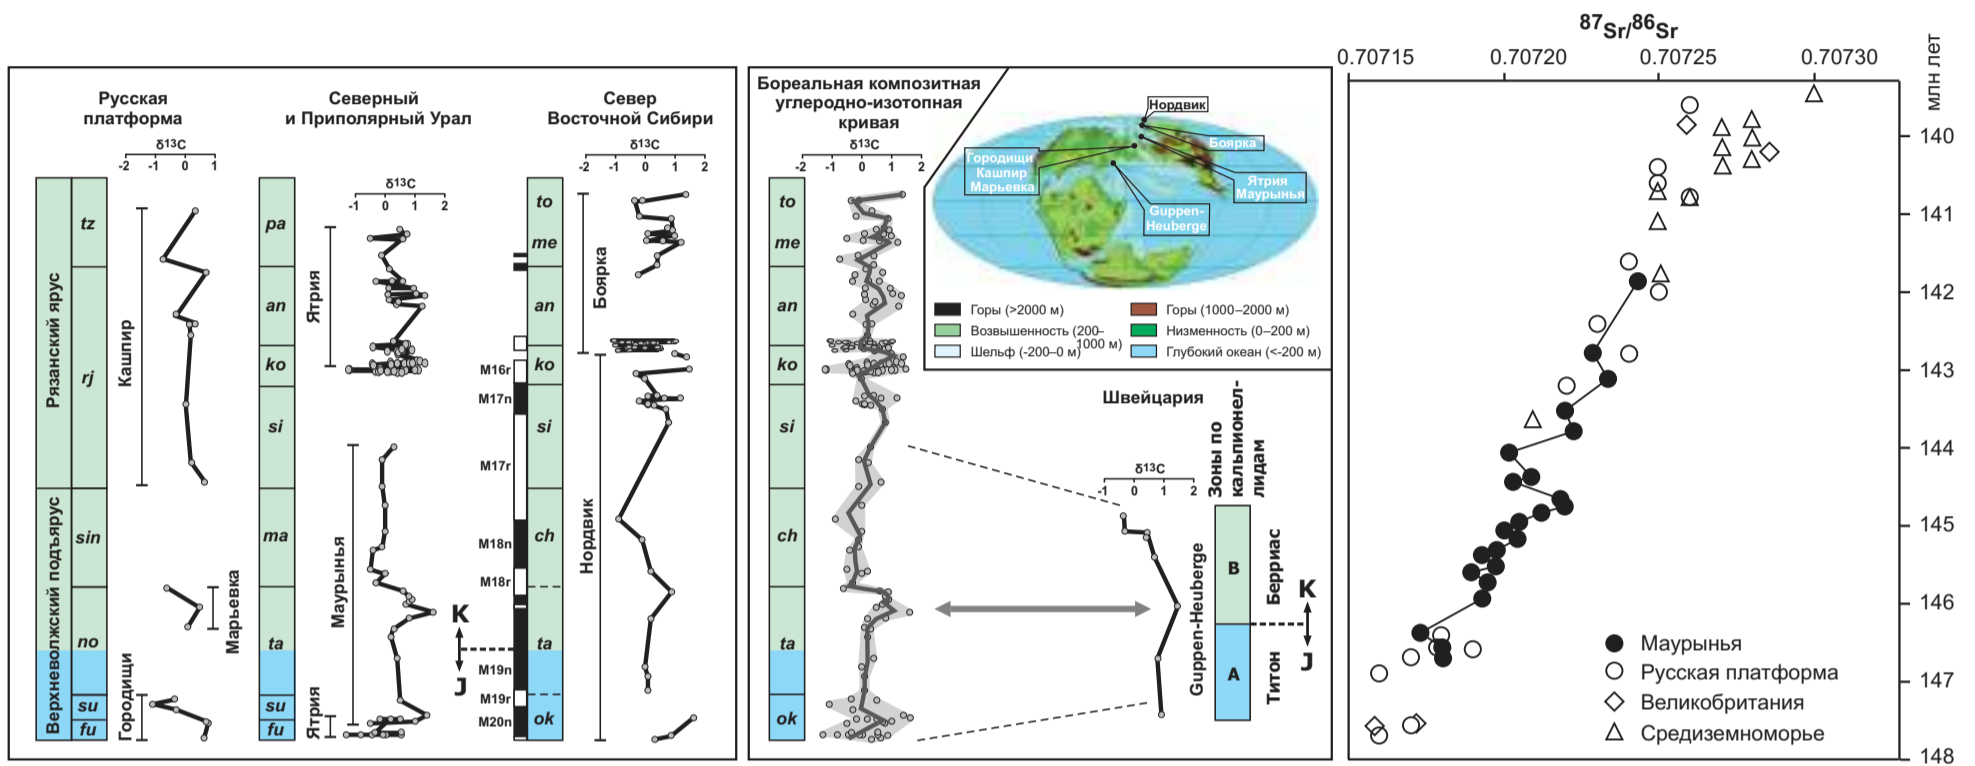 Русская
платформа
δ13C
-2 -1 0 1
Рязанский ярус
Верхневолжский подъярус
tz
rj
sin
no
su
fu
Кашпир
Марьевка
Городищи
Северный
и Приполярный Урал
δ13C
-1 0 1 2
pa
an
ko
si
ma
ta
su
fu
Ятрия
Маурынья
Ятрия
K
J
Север
Восточной Сибири
δ13C
-2 -1 0 1 2
M16r
M17n
M17r
M18n
M18r
M19n
M19r
M20n
to
me
an
ko
si
ch
ta
ok
Боярка
Нордвик
Бореальная композитная
углеродно-изотопная
кривая
δ13C
-2 -1 0 1 2
to
me
an
ko
si
ch
ta
ok
Нордвик
Боярка
Городищи
Кашпир
Марьевка
Ятрия
Маурынья
Guppen-
Heuberge
Горы (>2000 м)
Горы (1000–2000 м)
Возвышенность (200–
1000 м)
Низменность (0–200 м)
Шельф (-200–0 м)
Глубокий океан (<-200 м)
Швейцария
δ13C
-1 0 1 2
Зоны по
кальпионел-
лидам
Guppen-Heuberge
B
A
Берриас
Титон
K
J
87Sr/86Sr
0.70715 0.70720 0.70725 0.70730
млн лет
140
141
142
143
144
145
146
147
148
Маурынья
Русская платформа
Великобритания
Средиземноморье